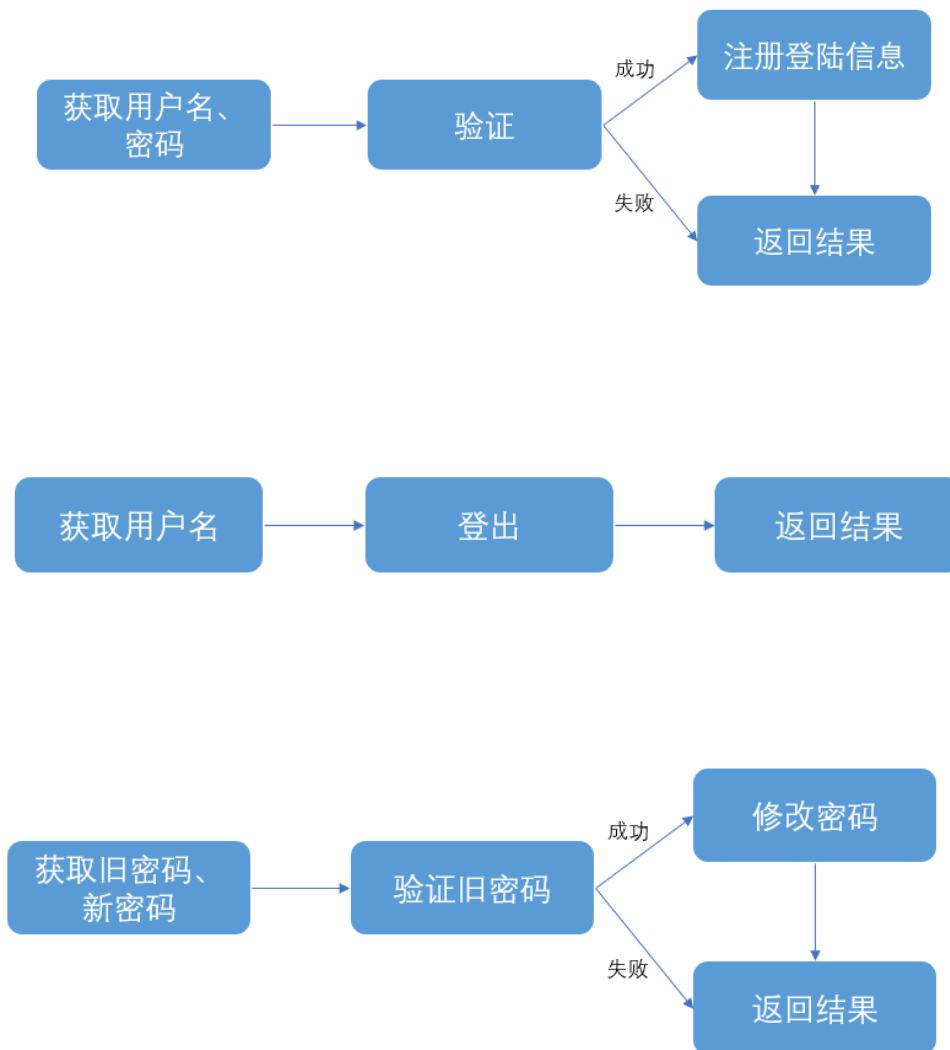 注册登陆信息
成功
获取用户名、
密码
验证
失败
返回结果
获取用户名
登出
返回结果
修改密码
成功
获取旧密码、
新密码
验证旧密码
失败
返回结果